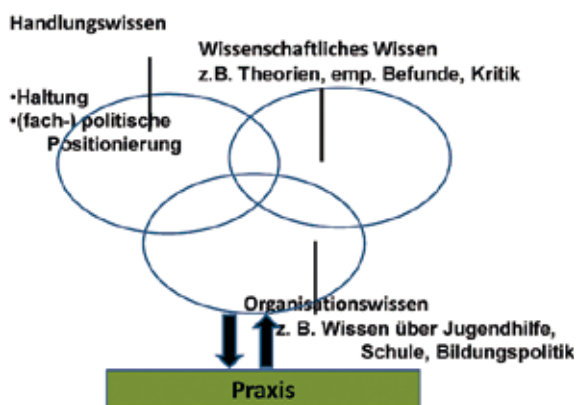 Handlungswissen
•Haltung
•(fach-) politische
Positionierung
Wissenschaftliches Wissen
z.B. Theorien, emp. Befunde, Kritik
Organisationswissen
z. B. Wissen über Jugendhilfe,
Schule, Bildungspolitik
Praxis